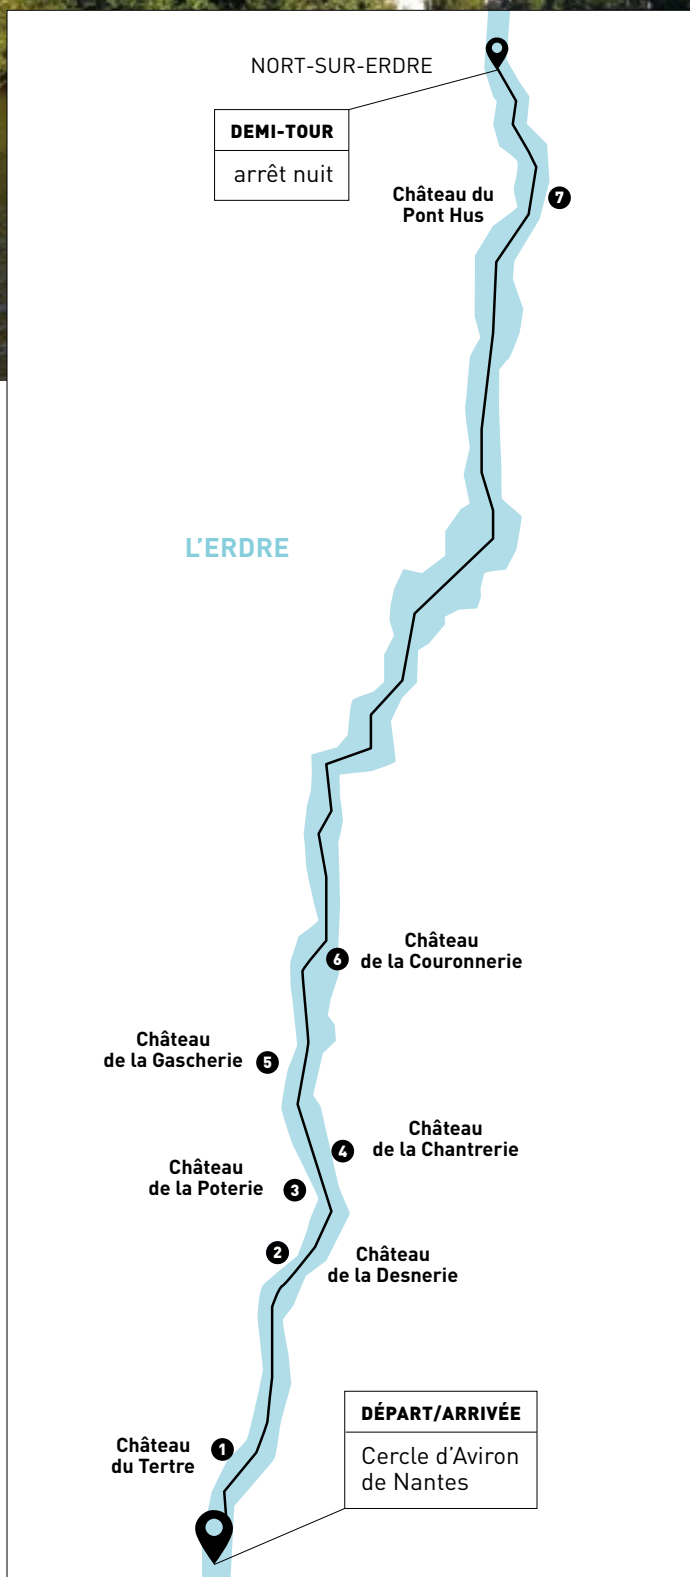 NORT-SUR-ERDRE
DEMI-TOUR
arrêt nuit
Château du
Pont Hus
7
L'ERDRE
Château
de la Couronnerie
6
Château
de la Gascherie
5
Château
de la Chantrerie
4
Château
de la Poterie
3
2
Château
de la Desnerie
DÉPART/ARRIVÉE
Cercle d'Aviron
de Nantes
Château
du Tertre
1